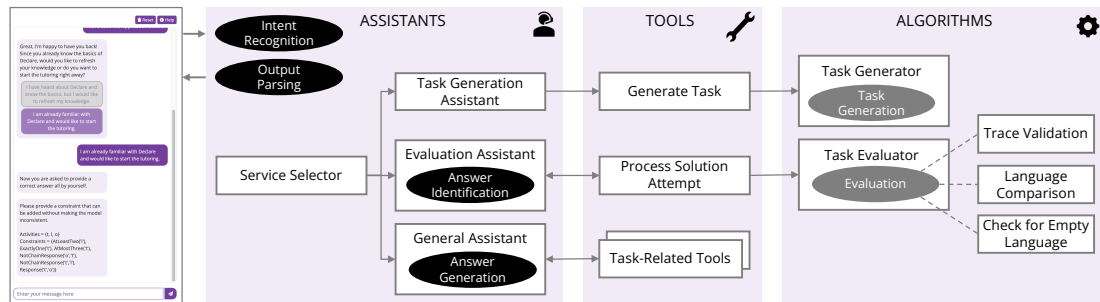 Reset
Help
Great, I'm happy to have you back!
Since you already know the basics of
Declare, would you like to refresh
your knowledge or do you want to
start the tutoring right away?
I have heard about Declare and
know the basics, but I would like
to refresh my knowledge.
I am already familiar with Declare
and would like to start
the tutoring.
I am already familiar with Declare
and would like to start the tutoring.
Now you are asked to provide a
correct answer all by yourself.
Please provide a constraint that can
be added without making the model
inconsistent.
Constraints = {AtLeastTwo('l'),
ExactlyOne('t'), AtMostThree('t'),
Enter your message here
Intent
Recognition
Output
Parsing
ASSISTANTS
Service Selector
Task Generation
Assistant
Evaluation Assistant
Answer
Identification
General Assistant
Answer
Generation
TOOLS
Generate Task
Process Solution
Attempt
Task-Related Tools
ALGORITHMS
Task Generator
Task
Generation
Task Evaluator
Evaluation
Trace Validation
Language
Comparison
Check for Empty
Language